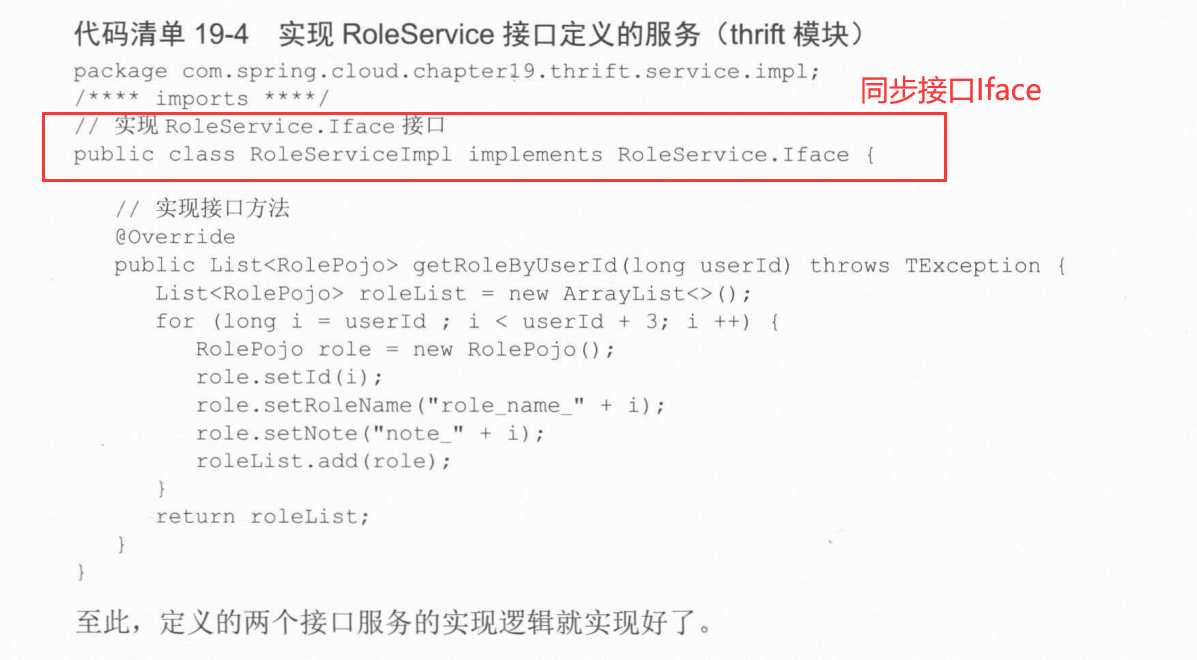 代码清单 19-4 实现 RoleService 接口定义的服务（thrift 模块）
package com.spring.cloud.chapter19.thrift.service.impl;
/**** imports ****/
同步接口Iface
// 实现 RoleService.Iface 接口
public class RoleServiceImpl implements RoleService.Iface {
// 实现接口方法
@Override
public List<RolePojo> getRoleByUserId(long userId) throws TException {
List<RolePojo> roleList = new ArrayList<>();
for (long i = userId ; i < userId + 3; i ++) {
RolePojo role = new RolePojo();
role.setId(i);
role.setRoleName("role_name_" + i);
role.setNote("note_" + i);
roleList.add(role);
}
return roleList;
}
}
至此，定义的两个接口服务的实现逻辑就实现好了。